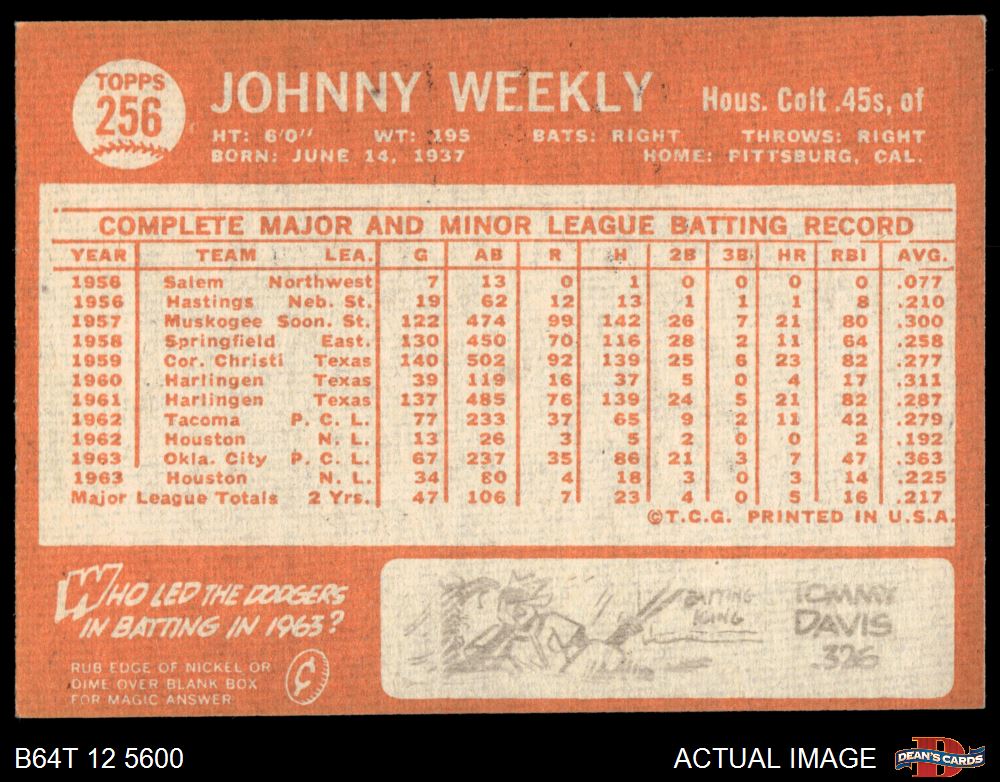 TOPPS
256
JOHNNY WEEKLY Hous. Colt .45s, of
HT: 6'0" WT: 195 BATS: RIGHT THROWS: RIGHT
BORN: JUNE 14, 1937 HOME: PITTSBURG, CAL.
COMPLETE MAJOR AND MINOR LEAGUE BATTING RECORD
YEAR TEAM LEA. G AB R H 2B 3B HR RBI AVG.
1956 Salem Northwest 7 13 0 1 0 0 0 0 .077
1956 Hastings Neb. St. 19 62 12 13 1 1 1 8 .210
1957 Muskogee Soon. St. 122 474 99 142 26 7 21 80 .300
1958 Springfield East. 130 450 70 116 28 2 11 64 .258
1959 Cor. Christi Texas 140 502 92 139 25 6 23 82 .277
1960 Harlingen Texas 39 119 16 37 5 0 4 17 .311
1961 Harlingen Texas 137 485 76 139 24 5 21 82 .287
1962 Tacoma P. C. L. 77 233 37 65 9 2 11 42 .279
1962 Houston N. L. 13 26 3 5 2 0 0 2 .192
1963 Okla. City P. C. L. 67 237 35 86 21 3 7 47 .363
1963 Houston N. L. 34 80 4 18 3 0 3 14 .225
Major League Totals 2 Yrs. 47 106 7 23 4 0 5 16 .217
©T.C.G. PRINTED IN U.S.A.
WHO LED THE DODGERS
IN BATTING IN 1963?
RUB EDGE OF NICKEL OR
DIME OVER BLANK BOX
FOR MAGIC ANSWER
¢
BATTING
KING
TOMMY
DAVIS
.326
B64T 12 5600 ACTUAL IMAGE
D
DEAN'S CARDS